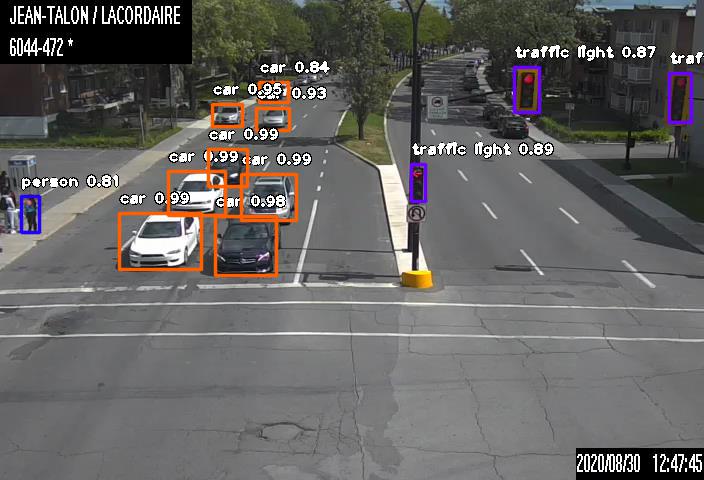 JEAN-TALON / LACORDAIRE
6044-472 *
car 0.84
car 0.95
car 0.93
traffic light 0.87
traf
car 0.99
car 0.99
car 0.99
traffic light 0.89
person 0.81
car 0.99
car 0.98
2020/08/30 12:47:45